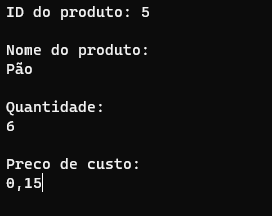 ID do produto: 5
Nome do produto:
Pão
Quantidade:
6
Preco de custo:
0,15